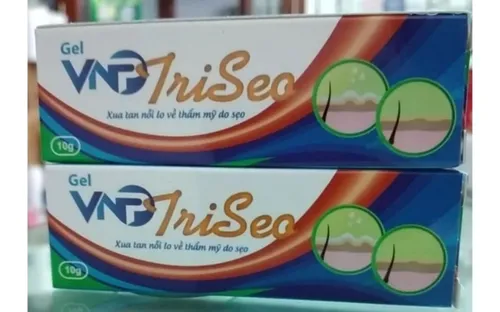 Gel
VNP TriSeo
Xua tan nỗi lo về thẩm mỹ do sẹo
10g
Gel
VNP TriSeo
Xua tan nỗi lo về thẩm mỹ do sẹo
10g